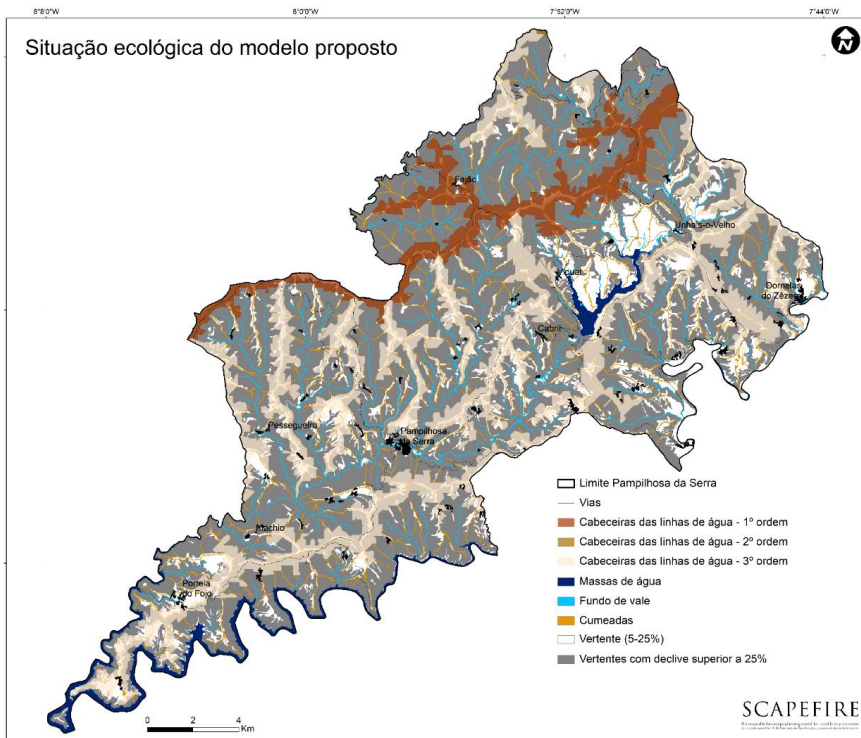 8°8'0"W
8°0'0"W
7°52'0"W
7°44'0"W
Situação ecológica do modelo proposto
N
Fajão
Unhais-o-Velho
Vidual
Dornelas
do Zêzere
Cabril
Pessegueiro
Pampilhosa
da Serra
Machio
Portela
do Fojo
Limite Pampilhosa da Serra
Vias
Cabeceiras das linhas de água - 1º ordem
Cabeceiras das linhas de água - 2º ordem
Cabeceiras das linhas de água - 3º ordem
Massas de água
Fundo de vale
Cumeadas
Vertente (5-25%)
Vertentes com declive superior a 25%
0 2 4
Km
SCAPEFIRE